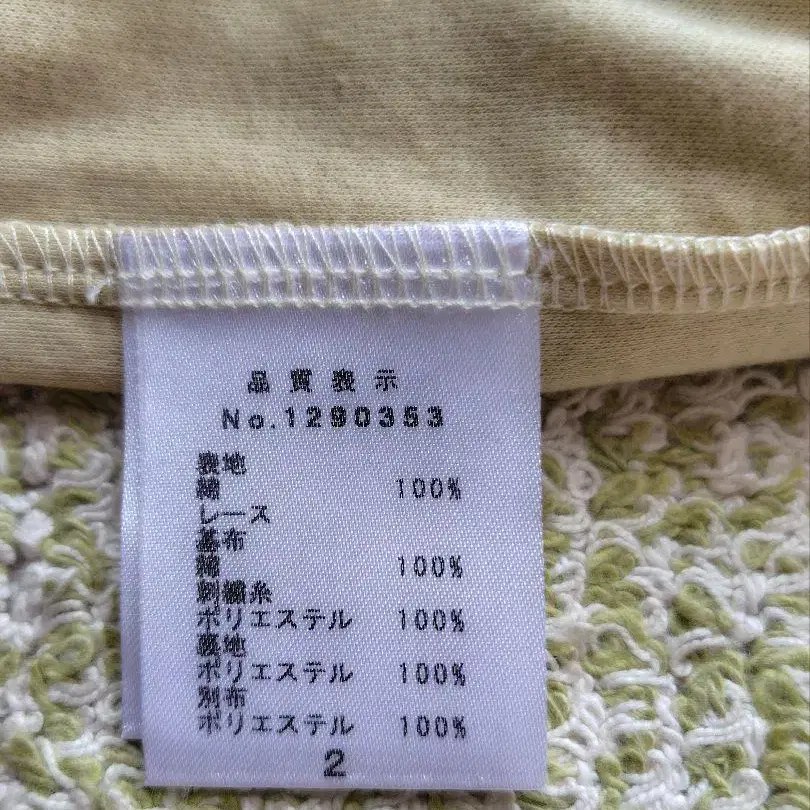 品質表示
No.1290353
表地
綿 100%
レース
基布
綿 100%
刺繍糸
ポリエステル 100%
裏地
ポリエステル 100%
別布
ポリエステル 100%
2